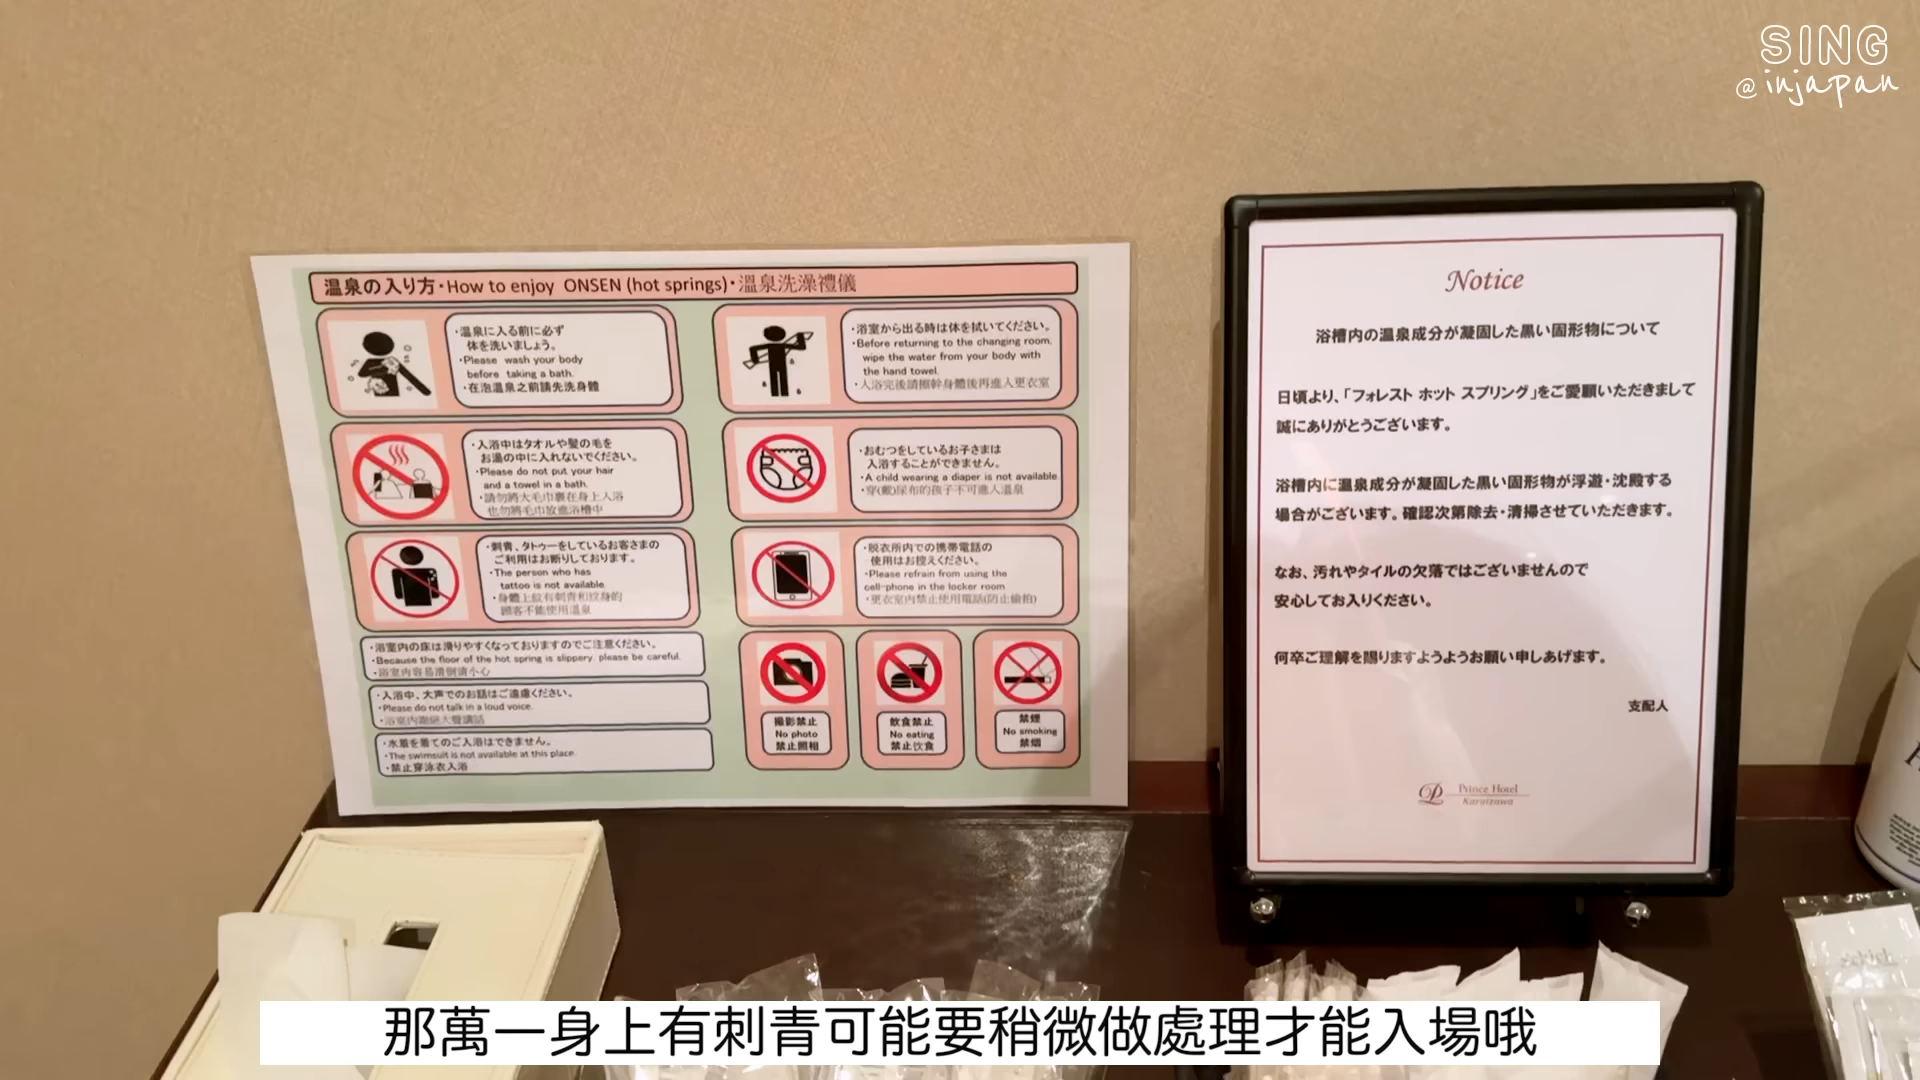 SING
@injapan
温泉の入り方・How to enjoy ONSEN (hot springs)・溫泉洗澡禮儀
・温泉に入る前に必ず
体を洗いましょう。
・Please wash your body
before taking a bath.
・在泡溫泉之前請先洗身體
・浴室から出る時は体を拭いてください。
・Before returning to the changing room,
wipe the water from your body with
the hand towel.
・入浴完後請擦幹身體後再進入更衣室
・入浴中はタオルや髪の毛を
お湯の中に入れないでください。
・Please do not put your hair
and a towel in a bath.
・請勿將大毛巾裹在身上入浴
也勿將毛巾放進浴槽中
・おむつをしているお子さまは
入浴することができません。
・A child wearing a diaper is not available.
・穿(戴)尿布的孩子不可進入溫泉
・刺青、タトゥーをしているお客さまの
ご利用はお断りしております。
・The person who has
tattoo is not available.
・身體上紋有刺青和紋身的
顧客不能使用溫泉
・脱衣所内での携帯電話の
使用はお控えください。
・Please refrain from using the
cell-phone in the locker room
・更衣室內禁止使用電話(防止偷拍)
・浴室内の床は滑りやすくなっておりますのでご注意ください。
・Because the floor of the hot spring is slippery, please be careful.
・浴室內容易滑倒請小心
・入浴中、大声でのお話はご遠慮ください。
・Please do not talk in a loud voice.
・浴室內謝絕大聲講話
・水着を着てのご入浴はできません。
・The swimsuit is not available at this place.
・禁止穿泳衣入浴
撮影禁止
No photo
禁止照相
飲食禁止
No eating
禁止饮食
禁煙
No smoking
禁烟
Notice
浴槽内の温泉成分が凝固した黒い固形物について
日頃より、「フォレスト ホット スプリング」をご愛顧いただきまして
誠にありがとうございます。
浴槽内に温泉成分が凝固した黒い固形物が浮遊・沈殿する
場合がございます。確認次第除去・清掃させていただきます。
なお、汚れやタイルの欠落ではございませんので
安心してお入りください。
何卒ご理解を賜りますようようお願い申しあげます。
支配人
Prince Hotel
Karuizawa
那萬一身上有刺青可能要稍微做處理才能入場哦